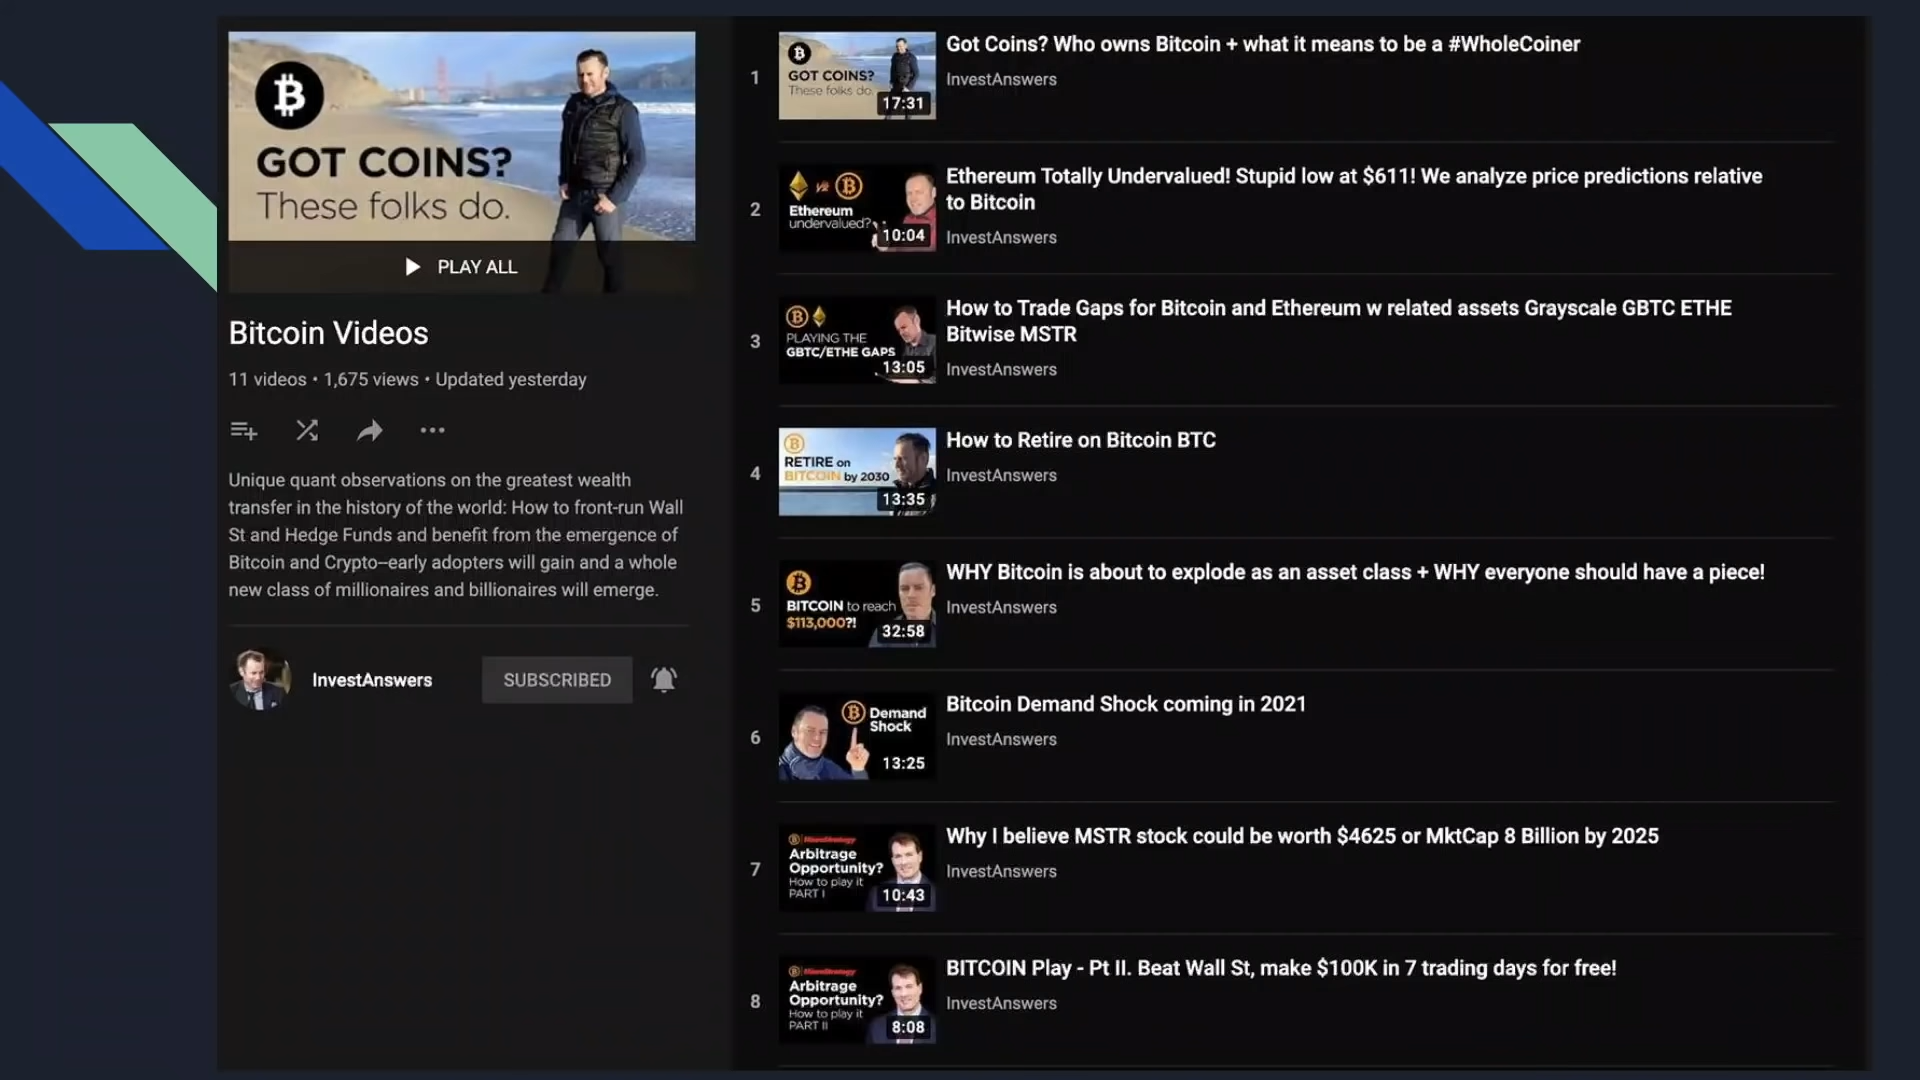 GOT COINS?
These folks do.
PLAY ALL
Bitcoin Videos
11 videos • 1,675 views • Updated yesterday
Unique quant observations on the greatest wealth
transfer in the history of the world: How to front-run Wall
St and Hedge Funds and benefit from the emergence of
Bitcoin and Crypto--early adopters will gain and a whole
new class of millionaires and billionaires will emerge.
InvestAnswers
SUBSCRIBED
1
GOT COINS?
These folks do.
17:31
Got Coins? Who owns Bitcoin + what it means to be a #WholeCoiner
InvestAnswers
2
VS
Ethereum
undervalued?
10:04
Ethereum Totally Undervalued! Stupid low at $611! We analyze price predictions relative
to Bitcoin
InvestAnswers
3
PLAYING THE
GBTC/ETHE GAPS
13:05
How to Trade Gaps for Bitcoin and Ethereum w related assets Grayscale GBTC ETHE
Bitwise MSTR
InvestAnswers
4
RETIRE on
BITCOIN by 2030
13:35
How to Retire on Bitcoin BTC
InvestAnswers
5
BITCOIN to reach
$113,000?!
32:58
WHY Bitcoin is about to explode as an asset class + WHY everyone should have a piece!
InvestAnswers
6
Demand
Shock
13:25
Bitcoin Demand Shock coming in 2021
InvestAnswers
7
MicroStrategy
Arbitrage
Opportunity?
How to play it
PART I
10:43
Why I believe MSTR stock could be worth $4625 or MktCap 8 Billion by 2025
InvestAnswers
8
MicroStrategy
Arbitrage
Opportunity?
How to play it
PART II
8:08
BITCOIN Play - Pt II. Beat Wall St, make $100K in 7 trading days for free!
InvestAnswers